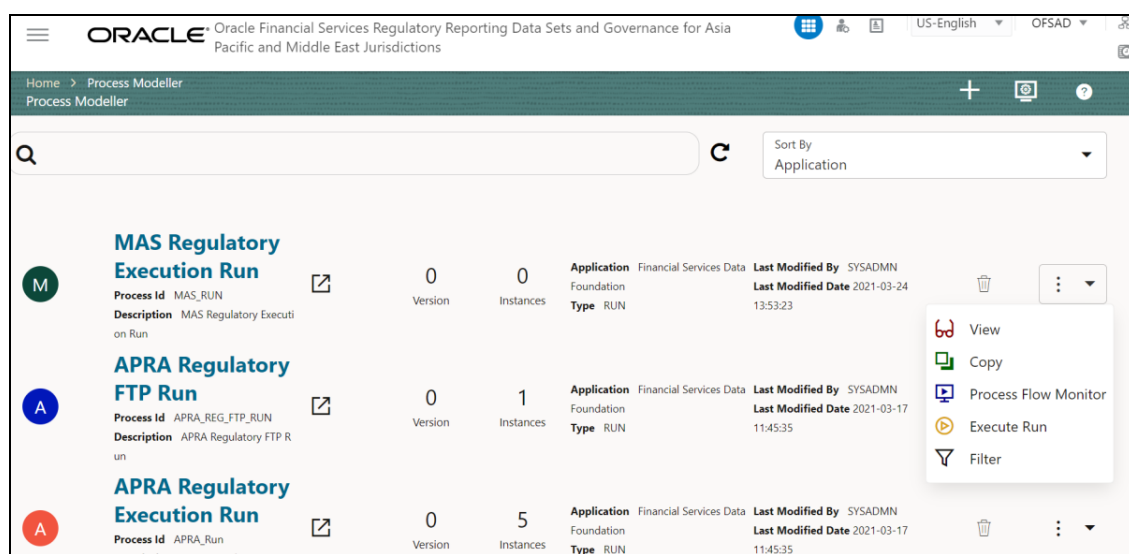 ORACLE® Oracle Financial Services Regulatory Reporting Data Sets and Governance for Asia
Pacific and Middle East Jurisdictions
US-English
OFSAD
Home > Process Modeller
Process Modeller
Sort By
Application
M
MAS Regulatory
Execution Run
Process Id MAS_RUN
Description MAS Regulatory Executi
on Run
0
Version
0
Instances
Application Financial Services Data
Foundation
Type RUN
Last Modified By SYSADMN
Last Modified Date 2021-03-24
13:53:23
View
Copy
Process Flow Monitor
Execute Run
Filter
A
APRA Regulatory
FTP Run
Process Id APRA_REG_FTP_RUN
Description APRA Regulatory FTP R
un
0
Version
1
Instances
Application Financial Services Data
Foundation
Type RUN
Last Modified By SYSADMN
Last Modified Date 2021-03-17
11:45:35
A
APRA Regulatory
Execution Run
Process Id APRA_Run
0
Version
5
Instances
Application Financial Services Data
Foundation
Type RUN
Last Modified By SYSADMN
Last Modified Date 2021-03-17
11:45:35